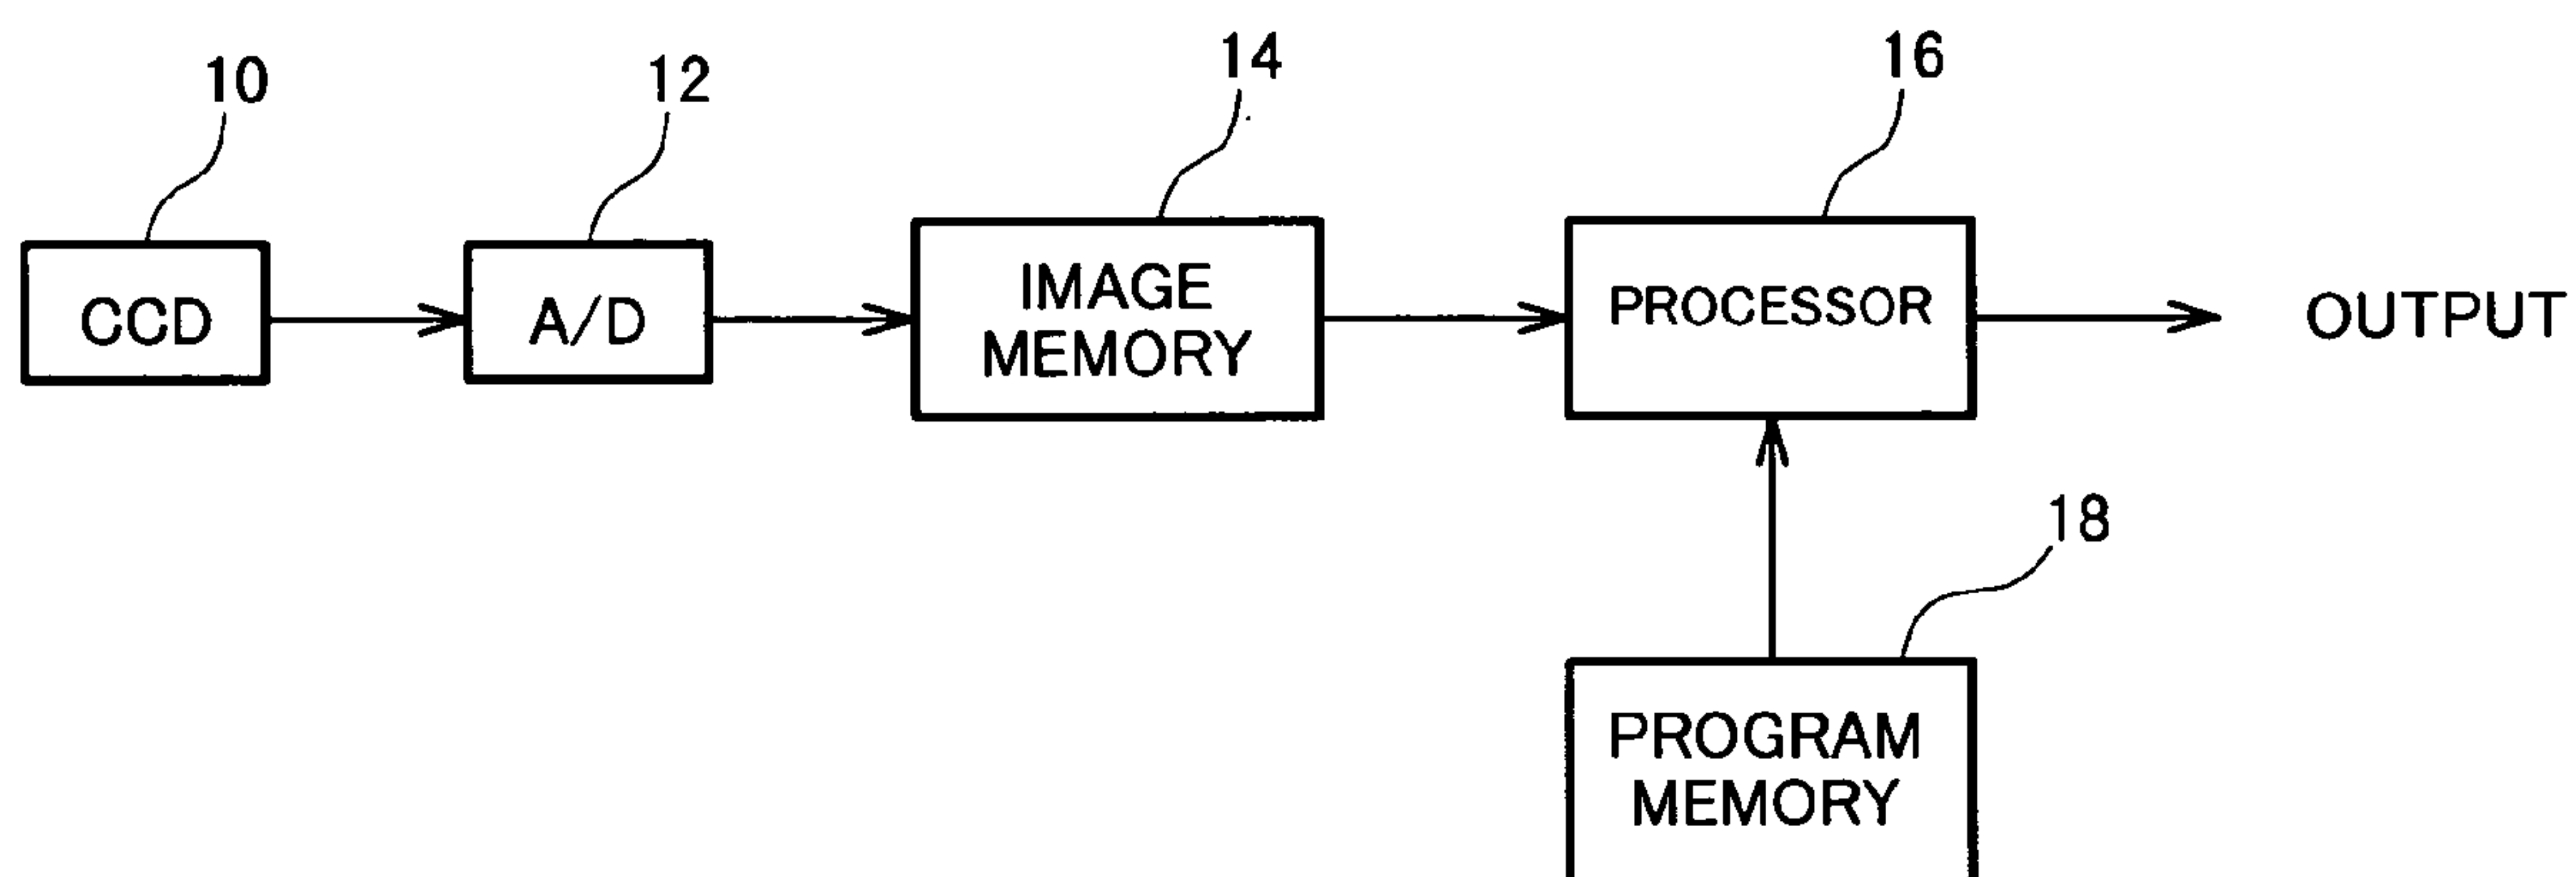 10
12
14
16
CCD
A/D
IMAGE
MEMORY
PROCESSOR
OUTPUT
18
PROGRAM
MEMORY